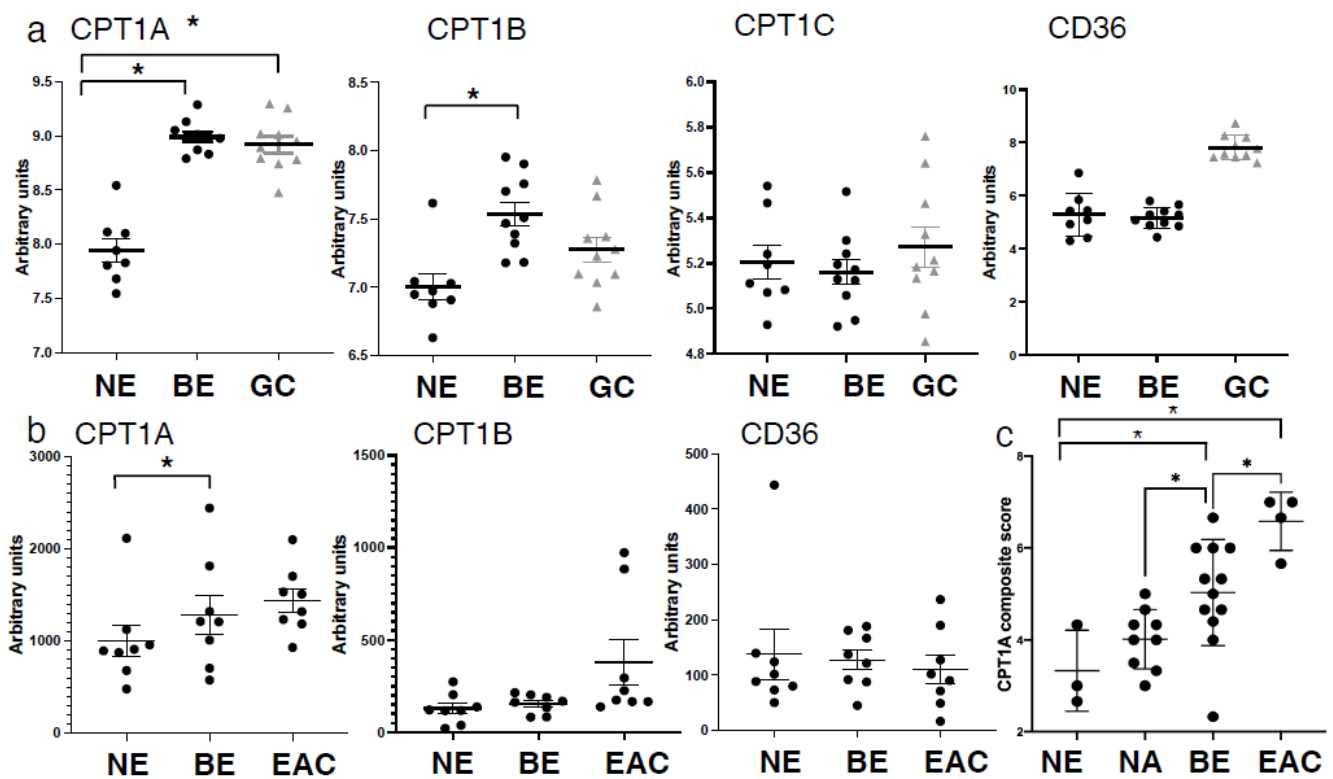 a CPT1A *
*
Arbitrary units
9.5
9.0
8.5
8.0
7.5
7.0
NE BE GC
CPT1B
*
Arbitrary units
8.5
8.0
7.5
7.0
6.5
NE BE GC
CPT1C
Arbitrary units
6.0
5.8
5.6
5.4
5.2
5.0
4.8
NE BE GC
CD36
Arbitrary units
10
8
6
4
2
0
NE BE GC
b CPT1A
*
Arbitrary units
3000
2000
1000
0
NE BE EAC
CPT1B
Arbitrary units
1500
1000
500
0
NE BE EAC
CD36
Arbitrary units
500
400
300
200
100
0
NE BE EAC
C
*
*
*
*
CPT1A composite score
8
6
4
2
NE NA BE EAC